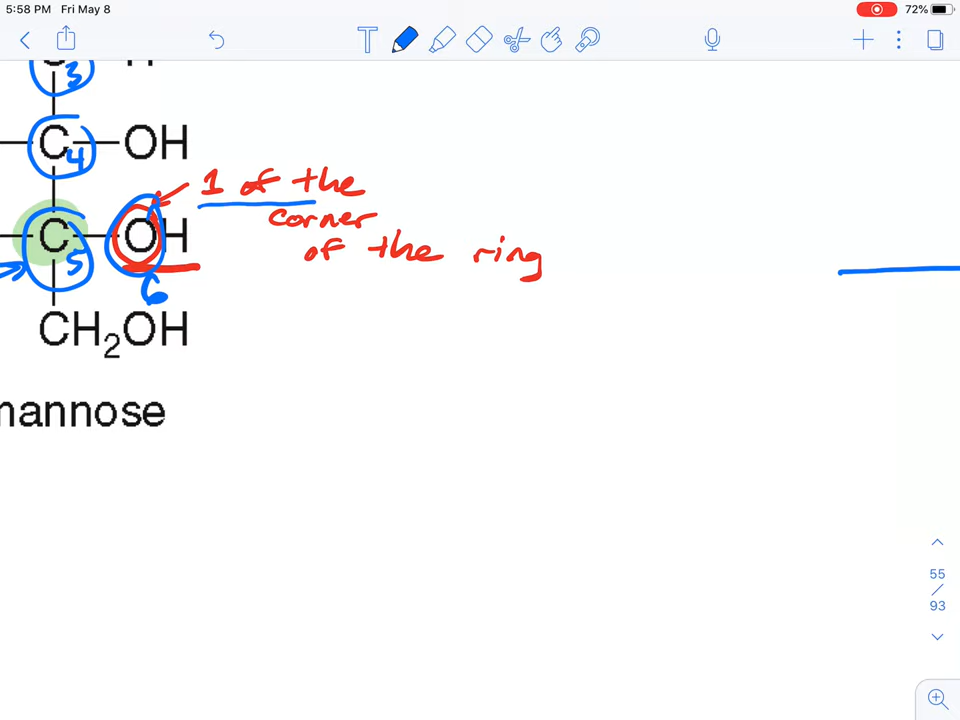 5:58 PM Fri May 8
72%
T
3
C 4 OH
1 of the
corner
of the ring
C 5 OH
6
CH2OH
mannose
55
/
93